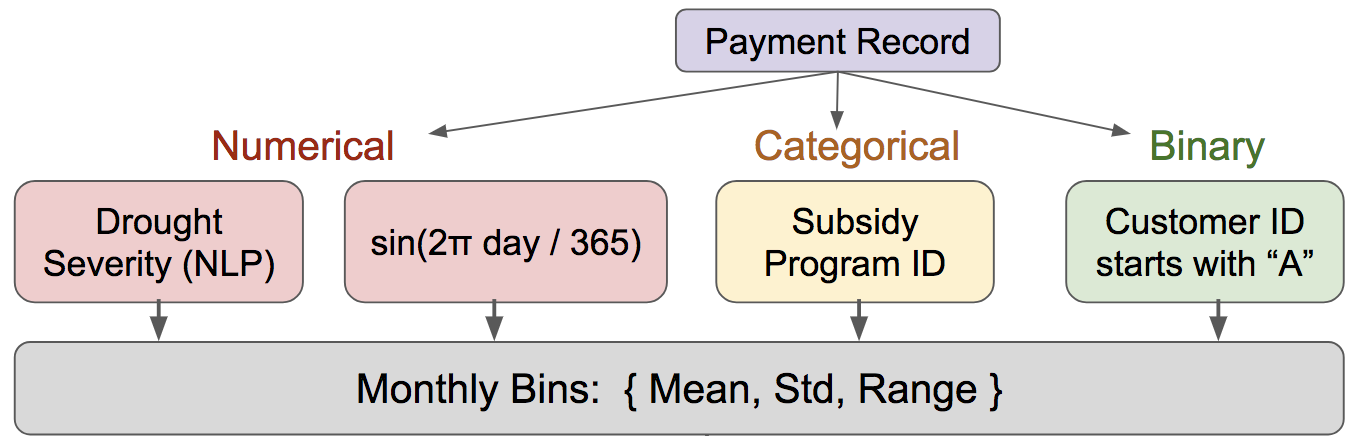 Payment Record
Numerical
Categorical
Binary
Drought
Severity (NLP)
sin(2π day / 365)
Subsidy
Program ID
Customer ID
starts with “A”
Monthly Bins: { Mean, Std, Range }